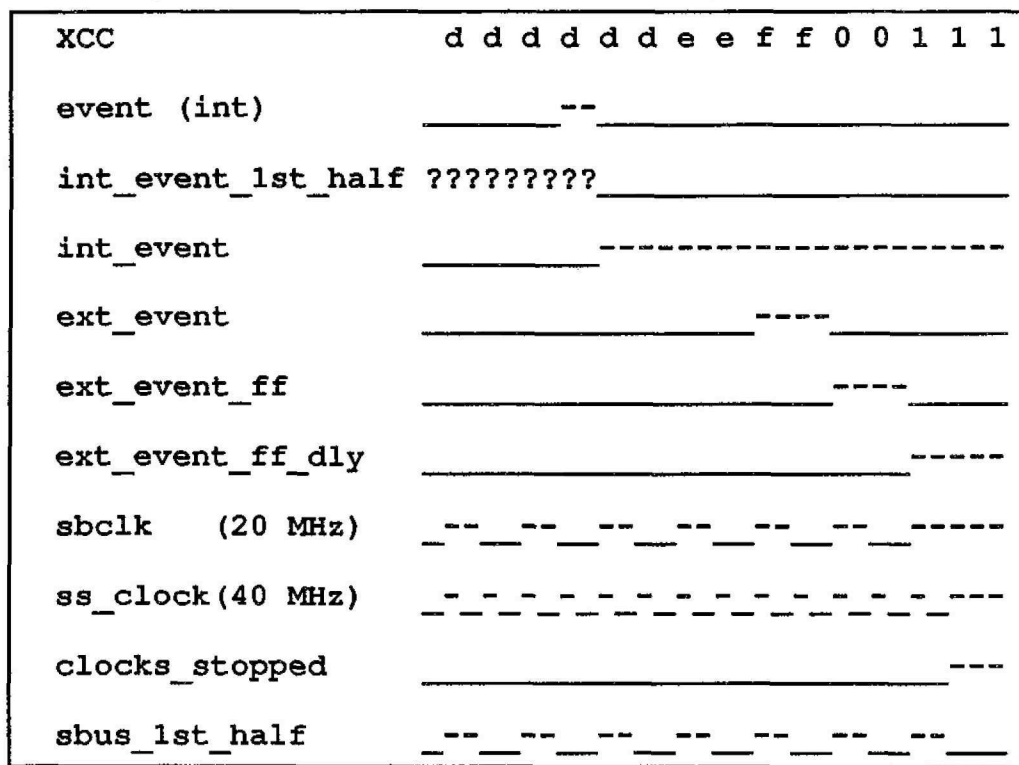 XCC d d d d d d e e f f 0 0 1 1 1
event (int)
int_event_1st_half ?????????
int_event
ext_event
ext_event_ff
ext_event_ff_dly
sbclk (20 MHz)
ss_clock(40 MHz)
clocks_stopped
sbus_1st_half